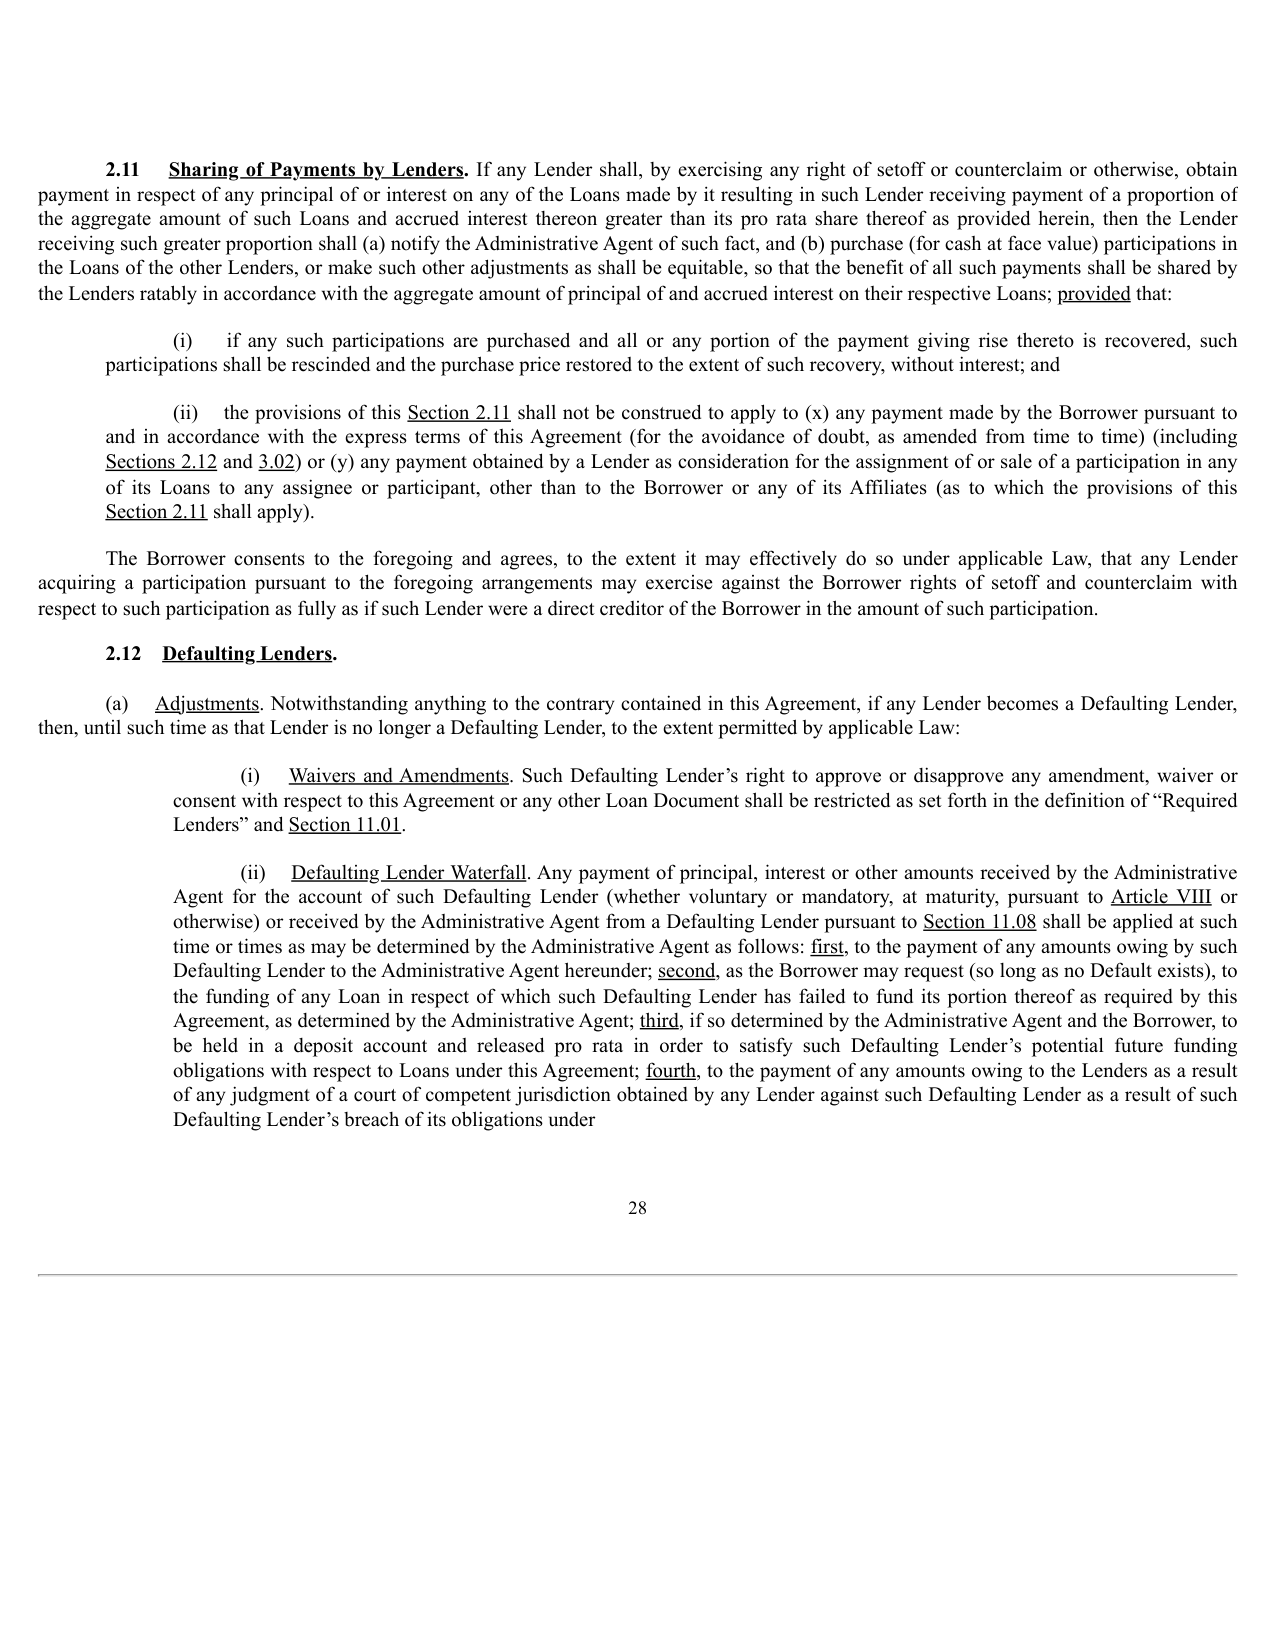 2.11 Sharing of Payments by Lenders. If any Lender shall, by exercising any right of setoff or counterclaim or otherwise, obtain
payment in respect of any principal of or interest on any of the Loans made by it resulting in such Lender receiving payment of a proportion of
the aggregate amount of such Loans and accrued interest thereon greater than its pro rata share thereof as provided herein, then the Lender
receiving such greater proportion shall (a) notify the Administrative Agent of such fact, and (b) purchase (for cash at face value) participations in
the Loans of the other Lenders, or make such other adjustments as shall be equitable, so that the benefit of all such payments shall be shared by
the Lenders ratably in accordance with the aggregate amount of principal of and accrued interest on their respective Loans; provided that:
(i) if any such participations are purchased and all or any portion of the payment giving rise thereto is recovered, such
participations shall be rescinded and the purchase price restored to the extent of such recovery, without interest; and
(ii) the provisions of this Section 2.11 shall not be construed to apply to (x) any payment made by the Borrower pursuant to
and in accordance with the express terms of this Agreement (for the avoidance of doubt, as amended from time to time) (including
Sections 2.12 and 3.02) or (y) any payment obtained by a Lender as consideration for the assignment of or sale of a participation in any
of its Loans to any assignee or participant, other than to the Borrower or any of its Affiliates (as to which the provisions of this
Section 2.11 shall apply).
The Borrower consents to the foregoing and agrees, to the extent it may effectively do so under applicable Law, that any Lender
acquiring a participation pursuant to the foregoing arrangements may exercise against the Borrower rights of setoff and counterclaim with
respect to such participation as fully as if such Lender were a direct creditor of the Borrower in the amount of such participation.
2.12 Defaulting Lenders.
(a) Adjustments. Notwithstanding anything to the contrary contained in this Agreement, if any Lender becomes a Defaulting Lender,
then, until such time as that Lender is no longer a Defaulting Lender, to the extent permitted by applicable Law:
(i) Waivers and Amendments. Such Defaulting Lender’s right to approve or disapprove any amendment, waiver or
consent with respect to this Agreement or any other Loan Document shall be restricted as set forth in the definition of “Required
Lenders” and Section 11.01.
(ii) Defaulting Lender Waterfall. Any payment of principal, interest or other amounts received by the Administrative
Agent for the account of such Defaulting Lender (whether voluntary or mandatory, at maturity, pursuant to Article VIII or
otherwise) or received by the Administrative Agent from a Defaulting Lender pursuant to Section 11.08 shall be applied at such
time or times as may be determined by the Administrative Agent as follows: first, to the payment of any amounts owing by such
Defaulting Lender to the Administrative Agent hereunder; second, as the Borrower may request (so long as no Default exists), to
the funding of any Loan in respect of which such Defaulting Lender has failed to fund its portion thereof as required by this
Agreement, as determined by the Administrative Agent; third, if so determined by the Administrative Agent and the Borrower, to
be held in a deposit account and released pro rata in order to satisfy such Defaulting Lender’s potential future funding
obligations with respect to Loans under this Agreement; fourth, to the payment of any amounts owing to the Lenders as a result
of any judgment of a court of competent jurisdiction obtained by any Lender against such Defaulting Lender as a result of such
Defaulting Lender’s breach of its obligations under
28